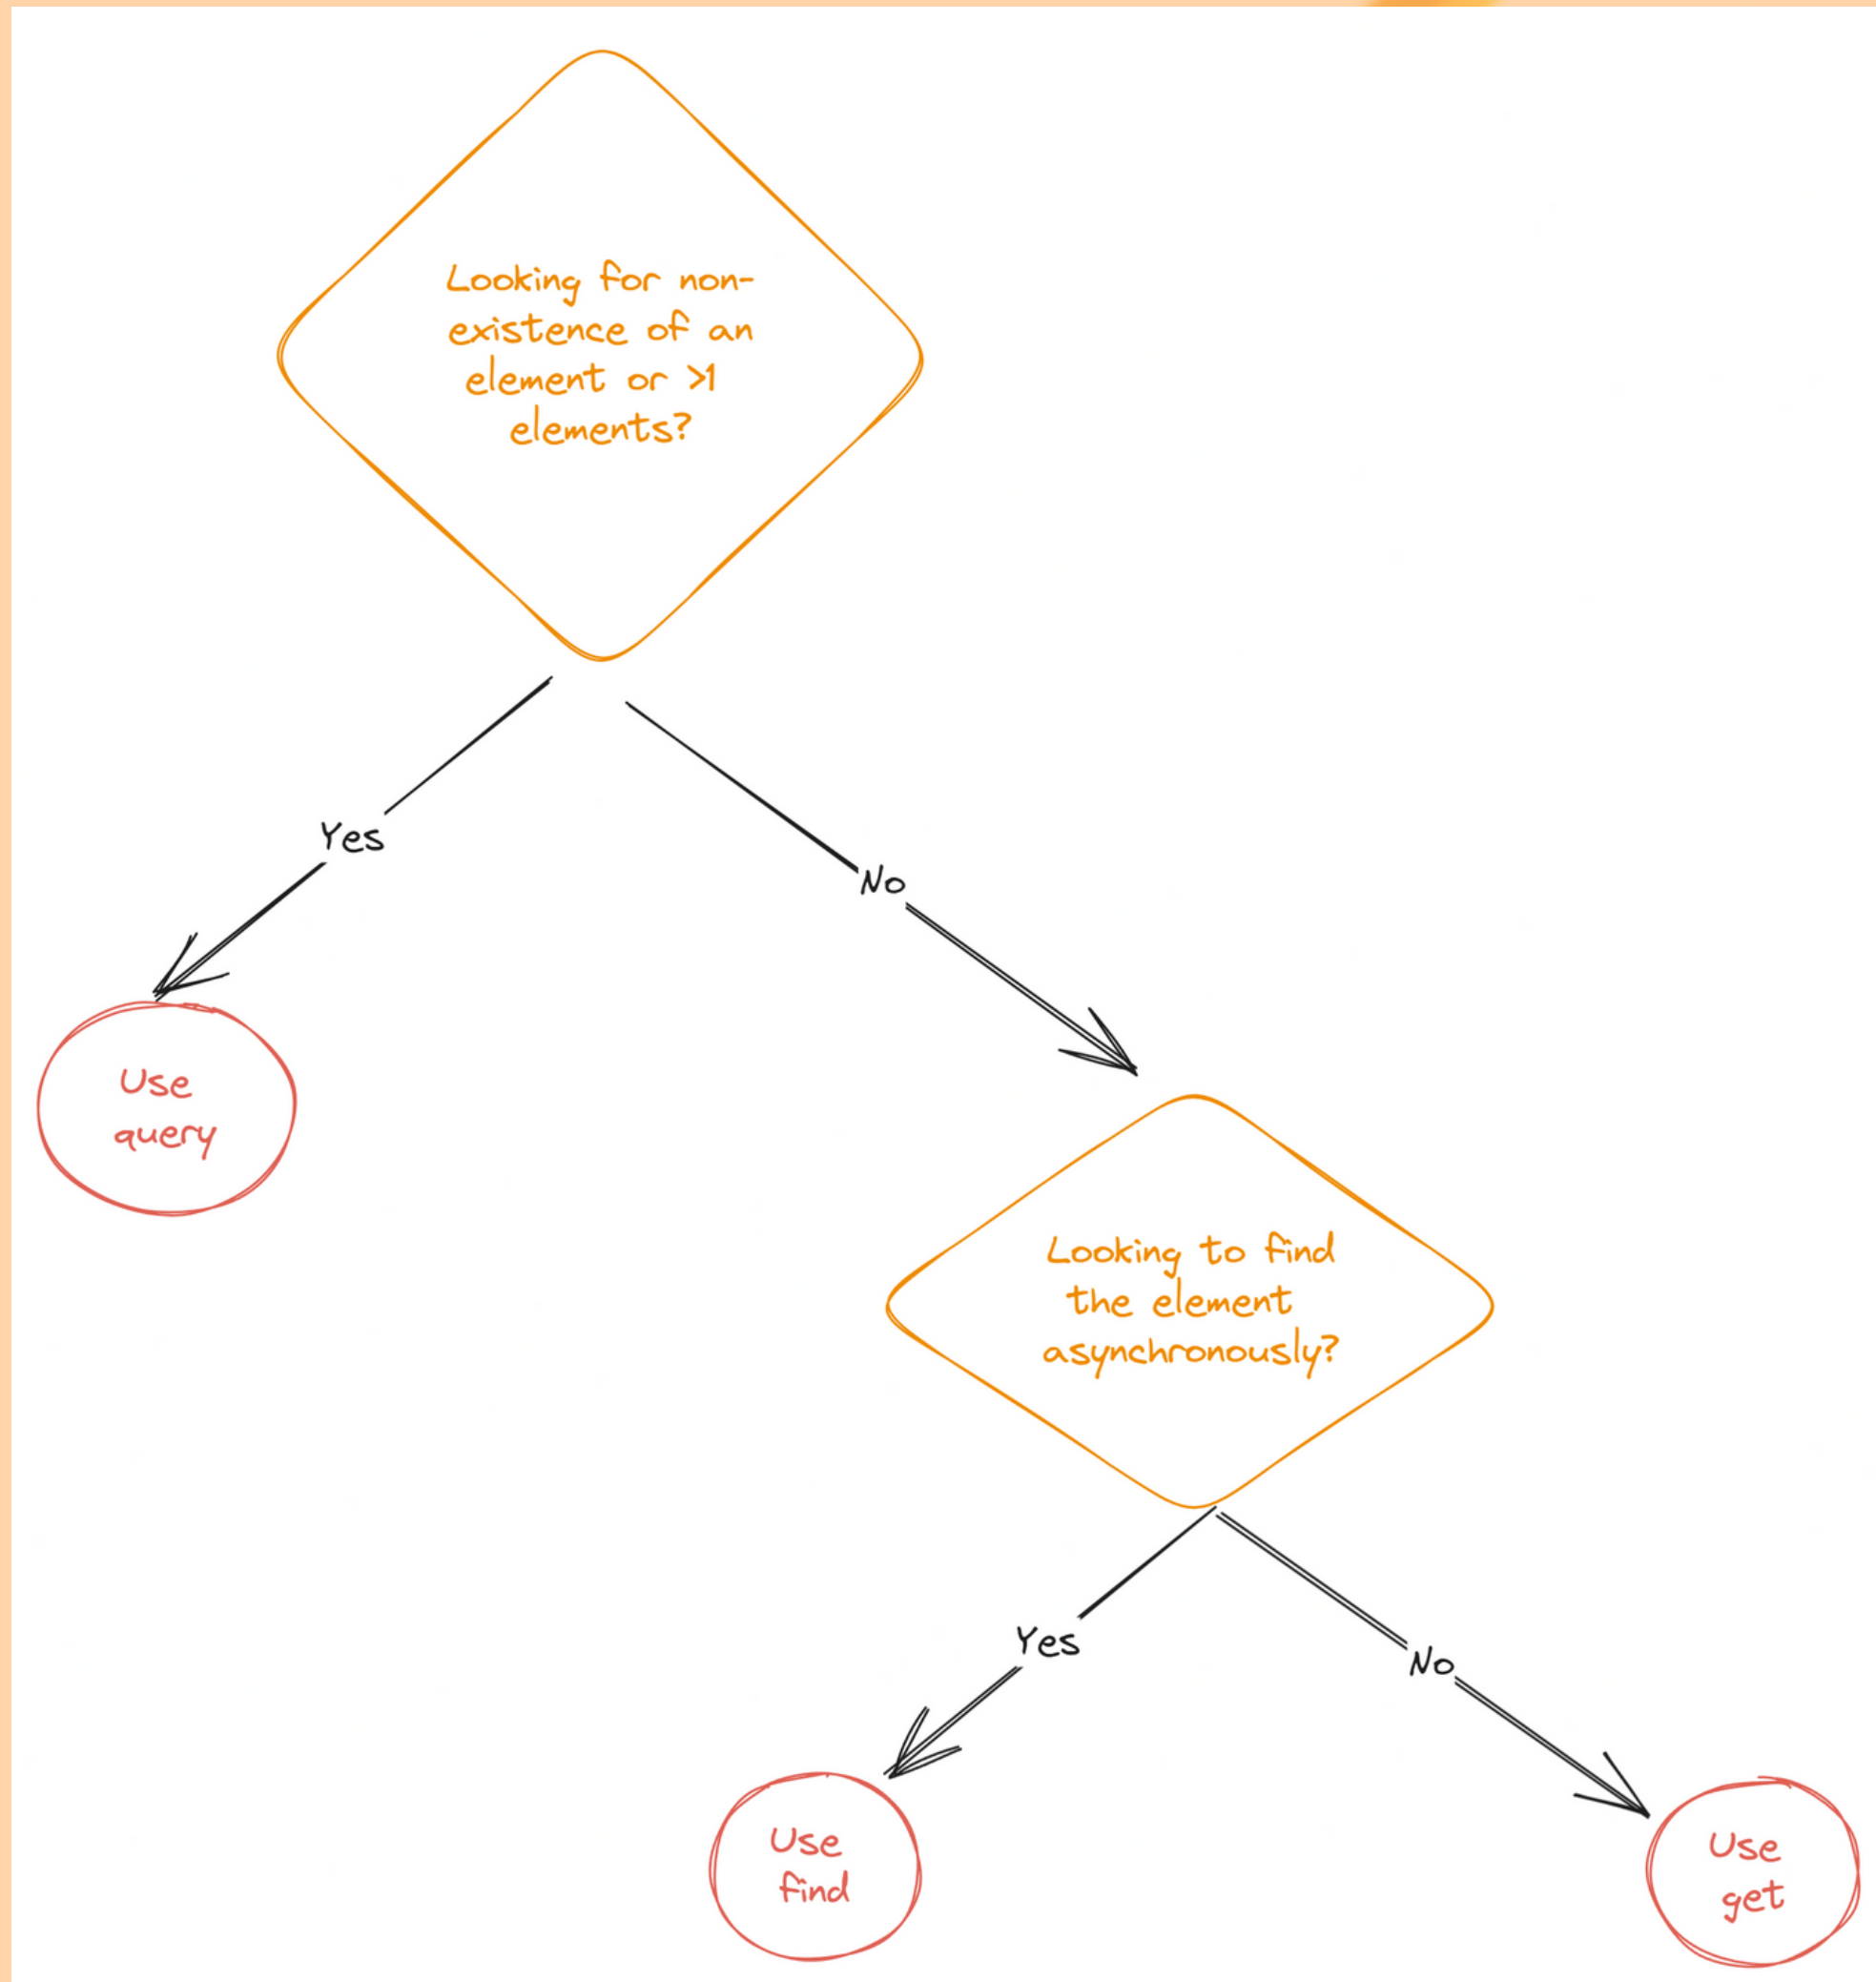 Looking for non-
existence of an
element or >1
elements?
Yes
No
Use
query
Looking to find
the element
asynchronously?
Yes
No
Use
find
Use
get